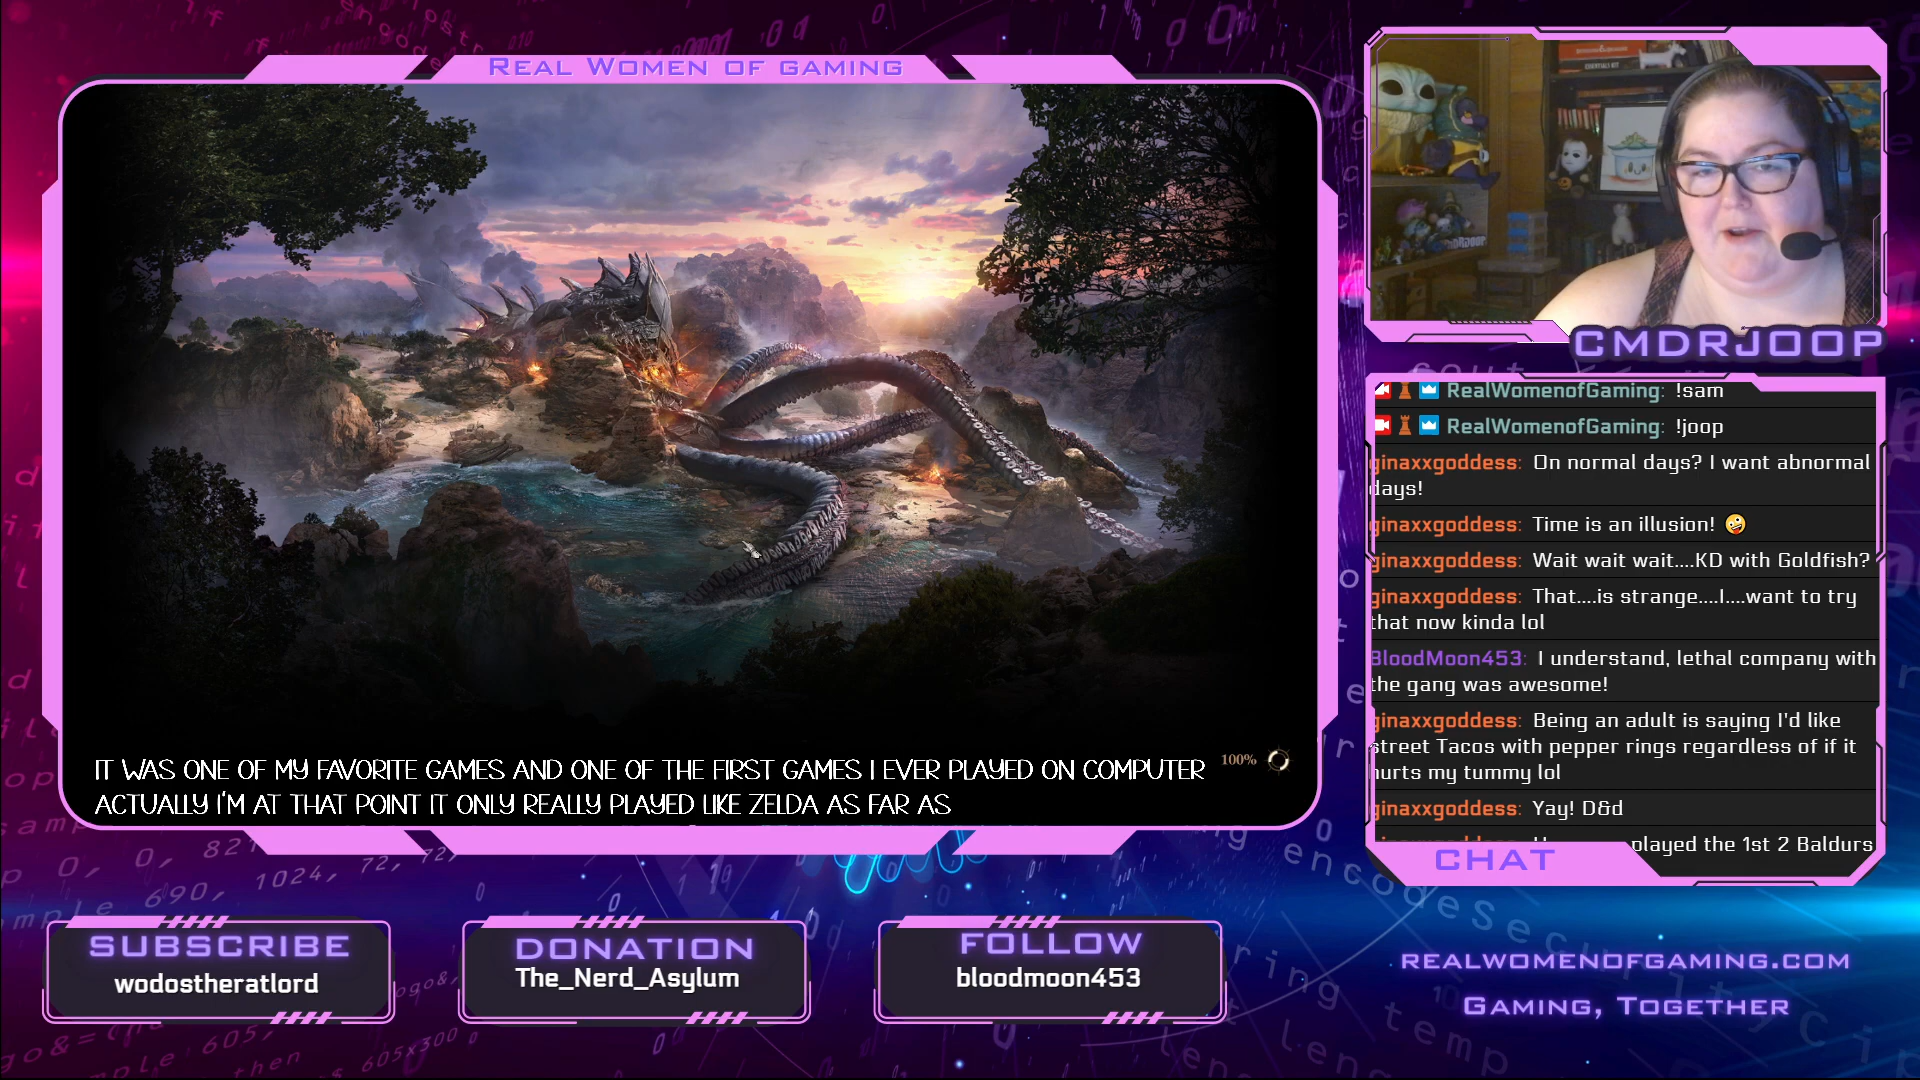 Real Women of gaming
IT WAS ONE OF MY FAVORITE GAMES AND ONE OF THE FIRST GAMES I EVER PLAYED ON COMPUTER
ACTUALLY I'M AT THAT POINT IT ONLY REALLY PLAYED LIKE ZELDA AS FAR AS
100%
CMDRJOOP
RealWomenofGaming: !sam
RealWomenofGaming: !joop
ginaxxgoddess: On normal days? I want abnormal
days!
ginaxxgoddess: Time is an illusion! 🤪
ginaxxgoddess: Wait wait wait....KD with Goldfish?
ginaxxgoddess: That....is strange....I....want to try
that now kinda lol
BloodMoon453: I understand, lethal company with
the gang was awesome!
ginaxxgoddess: Being an adult is saying I'd like
street Tacos with pepper rings regardless of if it
hurts my tummy lol
ginaxxgoddess: Yay! D&d
played the 1st 2 Baldurs
CHAT
SUBSCRIBE
wodostheratlord
DONATION
The_Nerd_Asylum
FOLLOW
bloodmoon453
realwomenofgaming.com
Gaming, Together